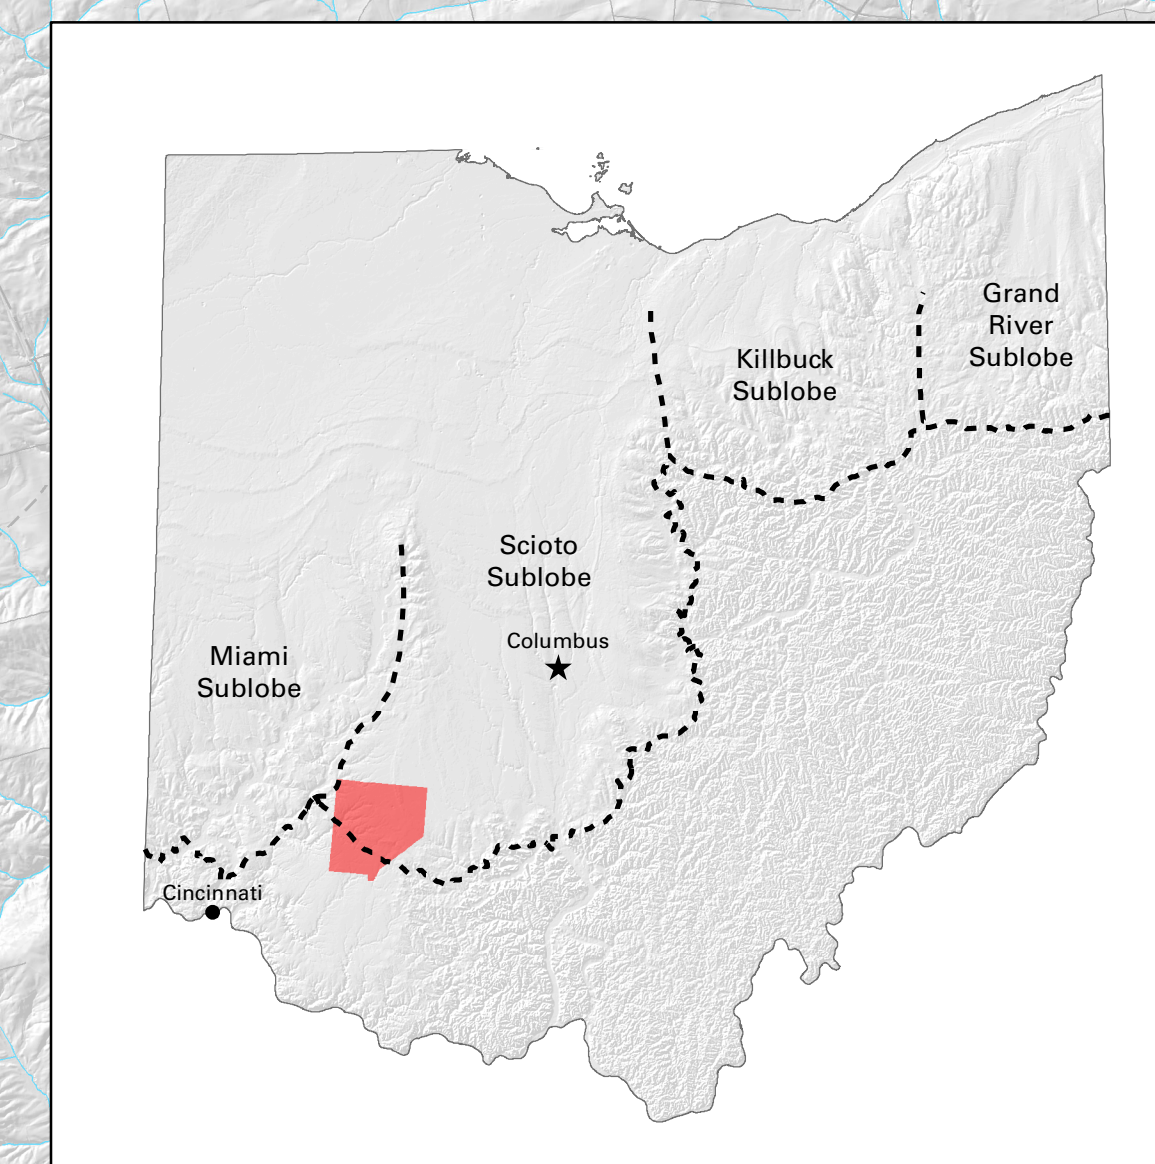 Grand
River
Sublobe
Killbuck
Sublobe
Scioto
Sublobe
Columbus
Miami
Sublobe
Cincinnati